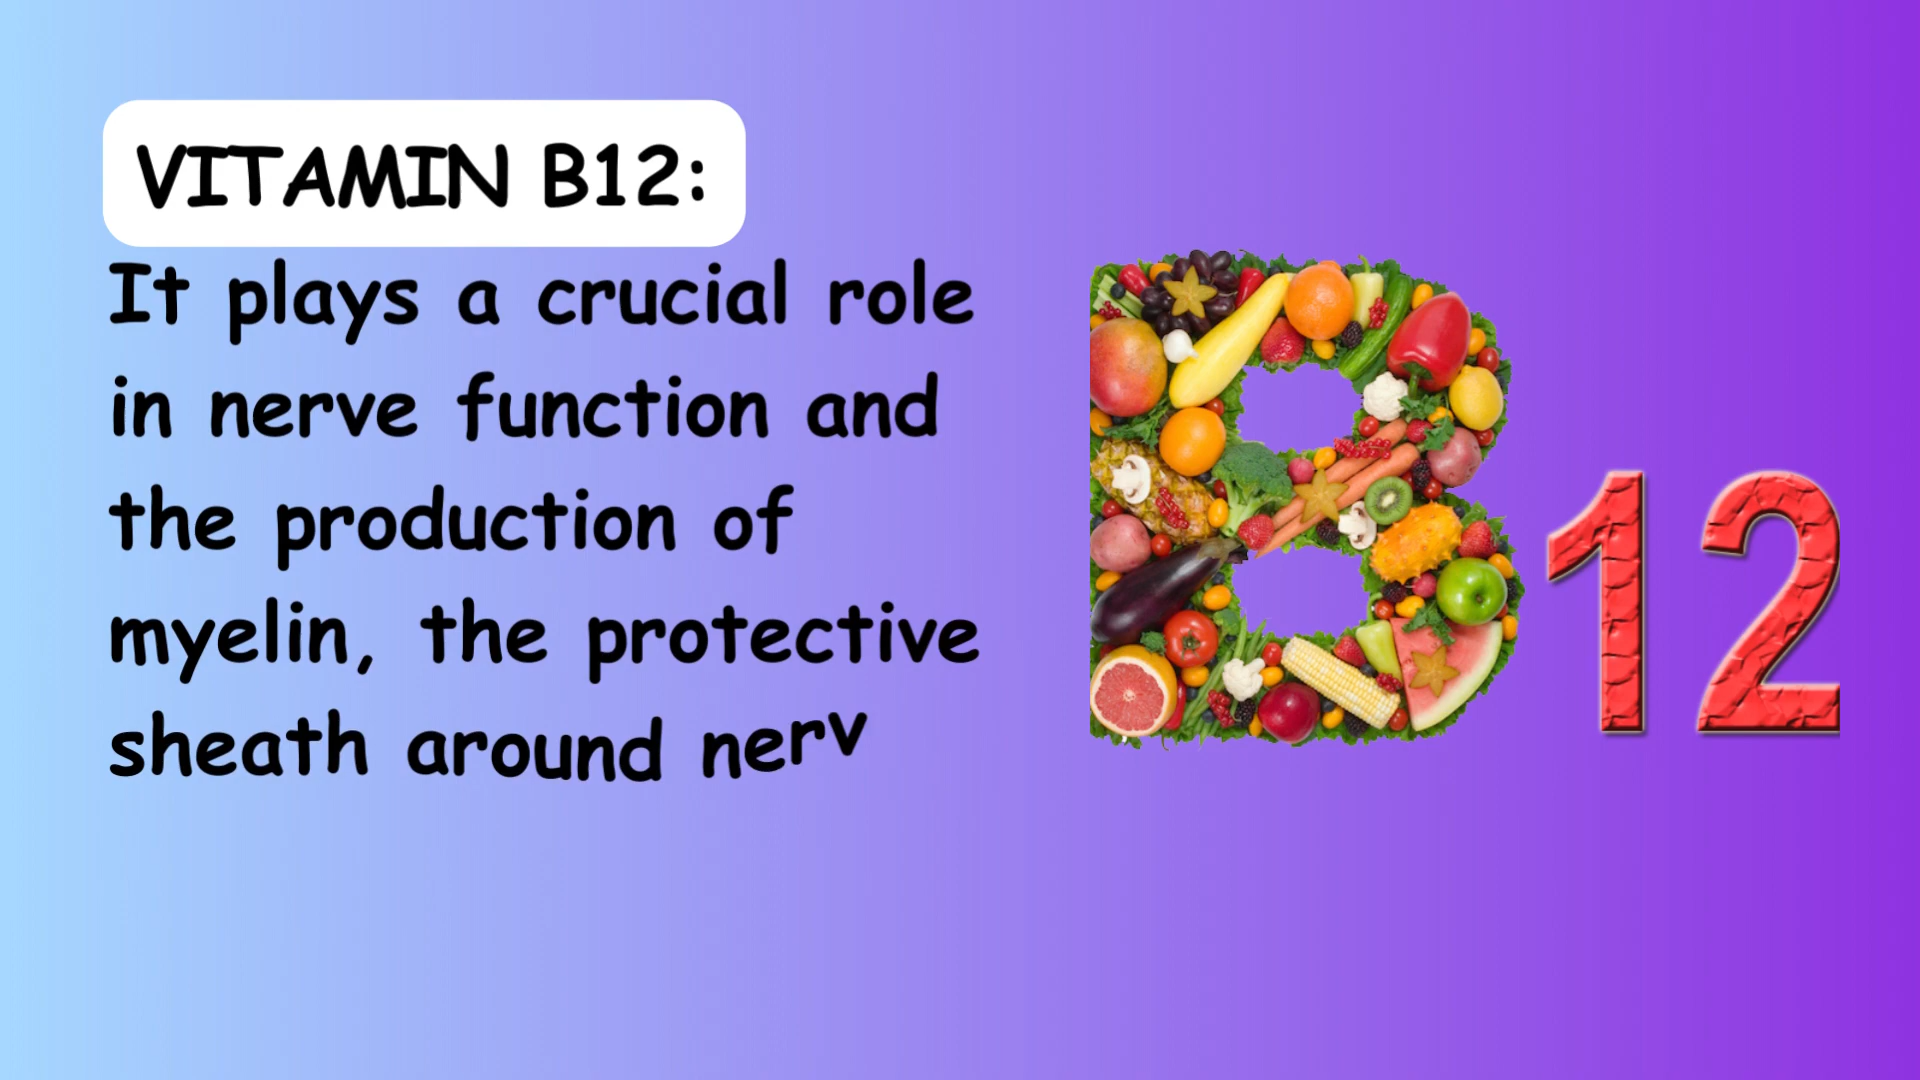 VITAMIN B12:
It plays a crucial role
in nerve function and
the production of
myelin, the protective
sheath around nerv
B12